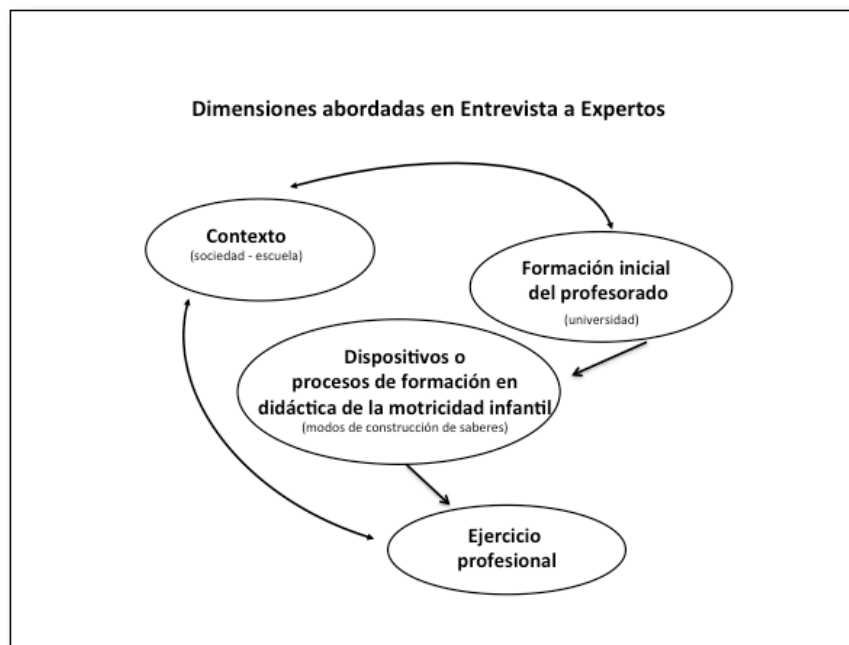 Dimensiones abordadas en Entrevista a Expertos
Contexto
(sociedad - escuela)
Formación inicial
del profesorado
(universidad)
Dispositivos o
procesos de formación en
didáctica de la motricidad infantil
(modos de construcción de saberes)
Ejercicio
profesional